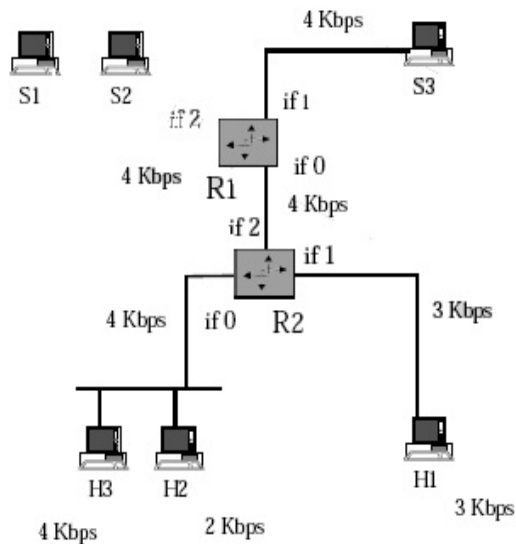 4 Kbps
S1
S2
S3
if 1
if 2
4 Kbps
R1
if 0
4 Kbps
if 2
if 1
4 Kbps
if 0
R2
3 Kbps
H3
H2
H1
4 Kbps
2 Kbps
3 Kbps